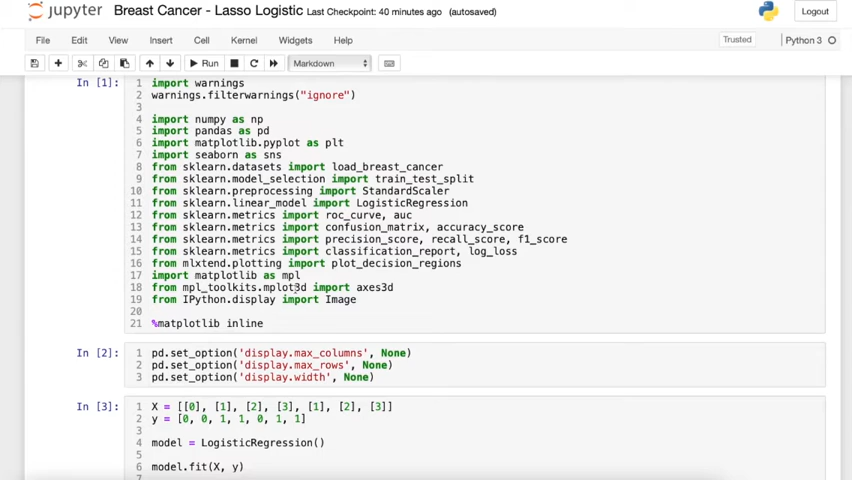 jupyter Breast Cancer - Lasso Logistic Last Checkpoint: 40 minutes ago (autosaved) Logout
File Edit View Insert Cell Kernel Widgets Help Trusted Python 3
Run Markdown
In [1]:
1 import warnings
2 warnings.filterwarnings("ignore")
3
4 import numpy as np
5 import pandas as pd
6 import matplotlib.pyplot as plt
7 import seaborn as sns
8 from sklearn.datasets import load_breast_cancer
9 from sklearn.model_selection import train_test_split
10 from sklearn.preprocessing import StandardScaler
11 from sklearn.linear_model import LogisticRegression
12 from sklearn.metrics import roc_curve, auc
13 from sklearn.metrics import confusion_matrix, accuracy_score
14 from sklearn.metrics import precision_score, recall_score, f1_score
15 from sklearn.metrics import classification_report, log_loss
16 from mlxtend.plotting import plot_decision_regions
17 import matplotlib as mpl
18 from mpl_toolkits.mplot3d import axes3d
19 from IPython.display import Image
20
21 %matplotlib inline
In [2]:
1 pd.set_option('display.max_columns', None)
2 pd.set_option('display.max_rows', None)
3 pd.set_option('display.width', None)
In [3]:
1 X = [[0], [1], [2], [3], [1], [2], [3]]
2 y = [0, 0, 1, 1, 0, 1, 1]
3
4 model = LogisticRegression()
5
6 model.fit(X, y)